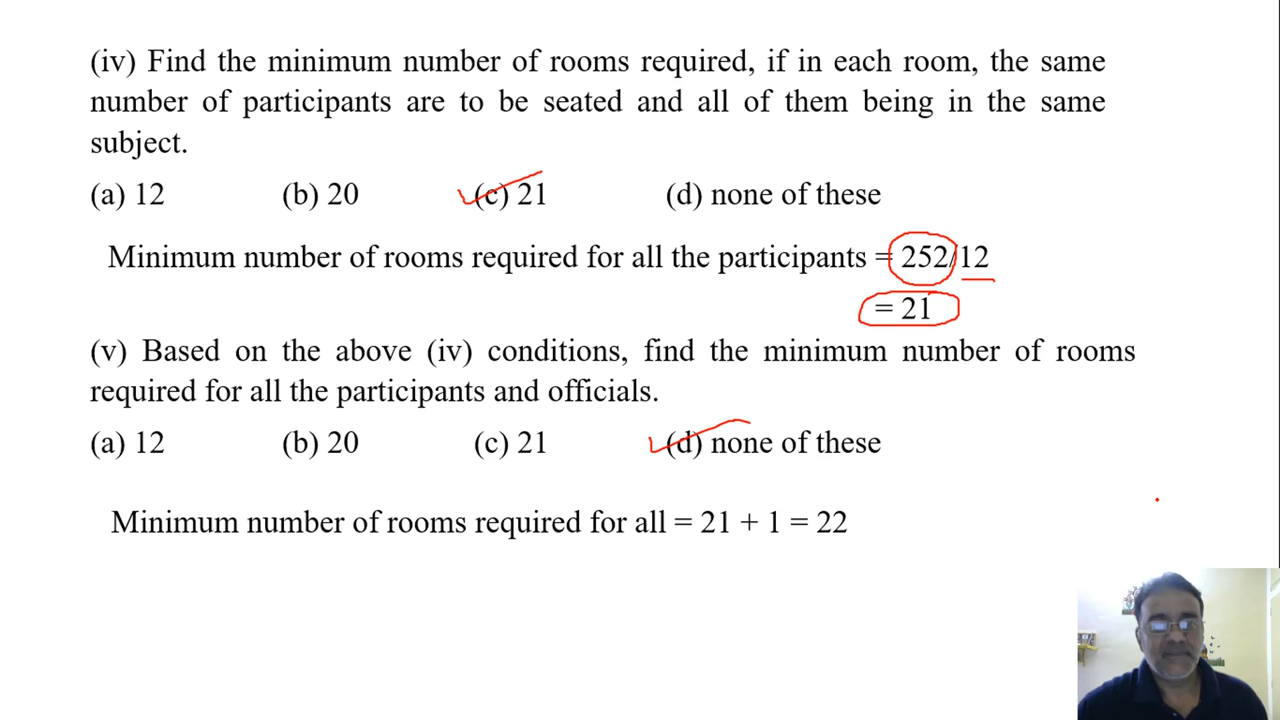 (iv) Find the minimum number of rooms required, if in each room, the same
number of participants are to be seated and all of them being in the same
subject.
(a) 12 (b) 20 (c) 21 (d) none of these
Minimum number of rooms required for all the participants = 252/12
= 21
(v) Based on the above (iv) conditions, find the minimum number of rooms
required for all the participants and officials.
(a) 12 (b) 20 (c) 21 (d) none of these
Minimum number of rooms required for all = 21 + 1 = 22